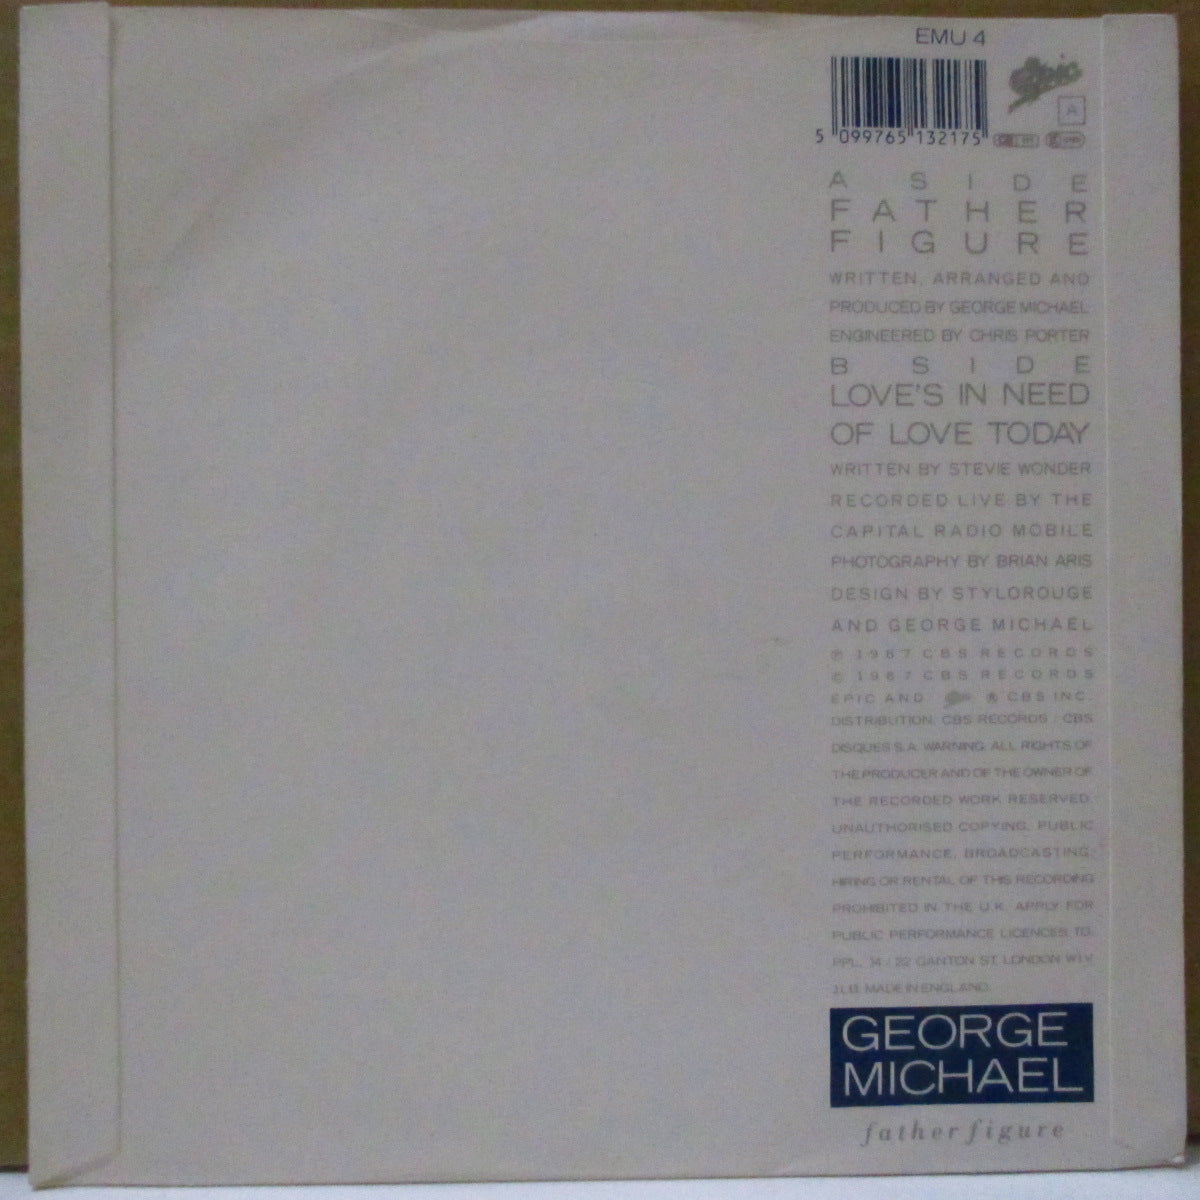 EMU 4
Epic
A
5 099765 132175
A SIDE
FATHER
FIGURE
WRITTEN, ARRANGED AND
PRODUCED BY GEORGE MICHAEL
ENGINEERED BY CHRIS PORTER
B SIDE
LOVE'S IN NEED
OF LOVE TODAY
WRITTEN BY STEVIE WONDER
RECORDED LIVE BY THE
CAPITAL RADIO MOBILE
PHOTOGRAPHY BY BRIAN ARIS
DESIGN BY STYLOROUGE
AND GEORGE MICHAEL
℗ 1987 CBS RECORDS
© 1987 CBS RECORDS
EPIC AND Epic ® CBS INC.
DISTRIBUTION: CBS RECORDS / CBS
DISQUES S.A. WARNING: ALL RIGHTS OF
THE PRODUCER AND OF THE OWNER OF
THE RECORDED WORK RESERVED.
UNAUTHORISED COPYING, PUBLIC
PERFORMANCE, BROADCASTING,
HIRING OR RENTAL OF THIS RECORDING
PROHIBITED IN THE U.K. APPLY FOR
PUBLIC PERFORMANCE LICENCES TO:
PPL, 14 / 22 GANTON ST, LONDON W1V
1LB. MADE IN ENGLAND.
GEORGE
MICHAEL
father figure